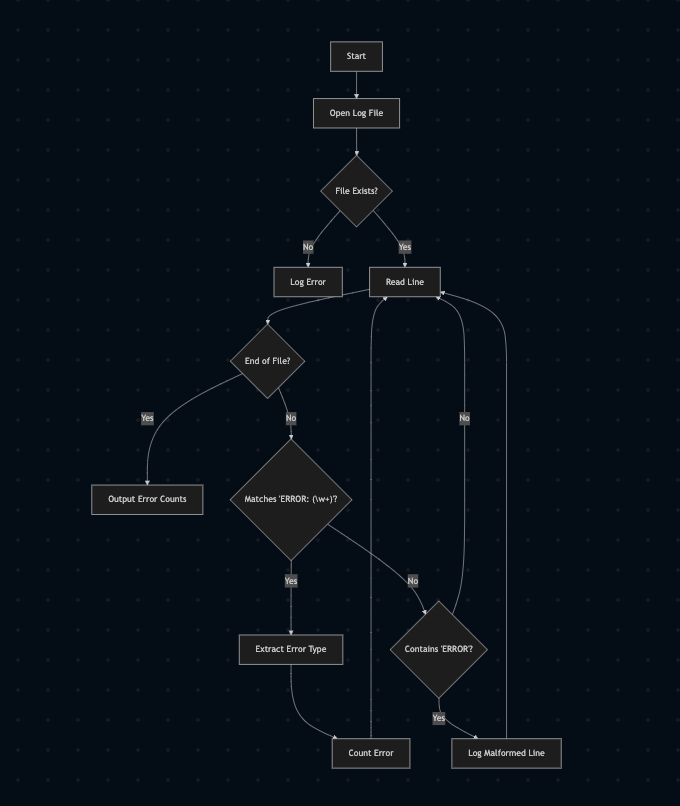 Start
Open Log File
File Exists?
No
Yes
Log Error
Read Line
End of File?
Yes
No
No
Output Error Counts
Matches 'ERROR: (\w+)'?
Yes
No
Extract Error Type
Contains 'ERROR'?
Yes
Count Error
Log Malformed Line